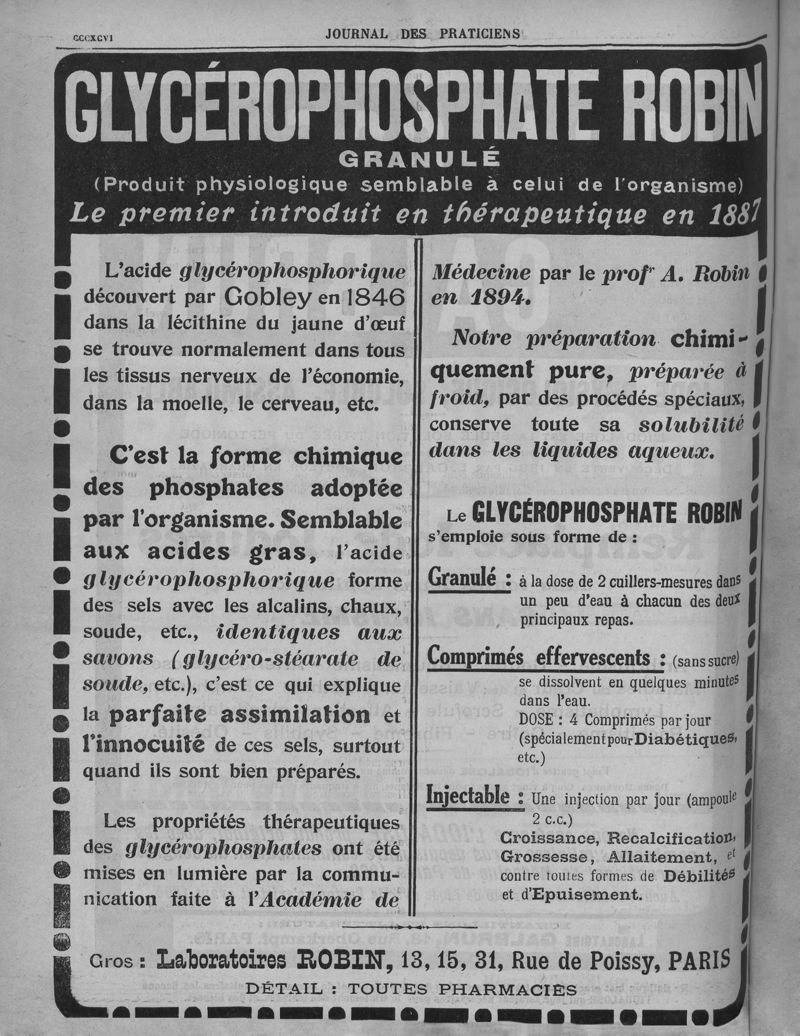 CCCXCVI
JOURNAL DES PRATICIENS
GLYCÉROPHOSPHATE ROBIN
GRANULÉ
(Produit physiologique semblable à celui de l'organisme)
Le premier introduit en thérapeutique en 1887
L'acide glycérophosphorique
découvert par Gobley en 1846
dans la lécithine du jaune d'œuf
se trouve normalement dans tous
les tissus nerveux de l'économie,
dans la moelle, le cerveau, etc.
C'est la forme chimique
des phosphates adoptée
par l'organisme. Semblable
aux acides gras, l'acide
glycérophosphorique forme
des sels avec les alcalins, chaux,
soude, etc., identiques aux
savons (glycéro-stéarate de
soude, etc.), c'est ce qui explique
la parfaite assimilation et
l'innocuité de ces sels, surtout
quand ils sont bien préparés.
Les propriétés thérapeutiques
des glycérophosphates ont été
mises en lumière par la commu-
nication faite à l'Académie de
Médecine par le profr A. Robin
en 1894.
Notre préparation chimi-
quement pure, préparée à
froid, par des procédés spéciaux,
conserve toute sa solubilité
dans les liquides aqueux.
Le GLYCÉROPHOSPHATE ROBIN
s'emploie sous forme de :
Granulé : à la dose de 2 cuillers-mesures dans
un peu d'eau à chacun des deux
principaux repas.
Comprimés effervescents : (sans sucre)
se dissolvent en quelques minutes
dans l'eau.
DOSE : 4 Comprimés par jour
(spécialement pour Diabétiques,
etc.)
Injectable : Une injection par jour (ampoule
2 c.c.)
Croissance, Recalcification,
Grossesse, Allaitement, et
contre toutes formes de Débilités
et d'Epuisement.
Gros : Laboratoires ROBIN, 13, 15, 31, Rue de Poissy, PARIS
DÉTAIL : TOUTES PHARMACIES